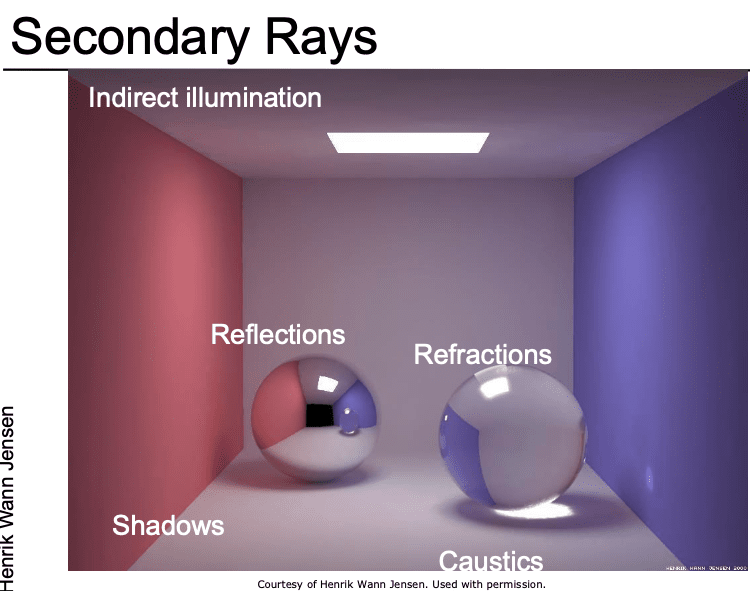 Secondary Rays
Indirect illumination
Reflections
Refractions
Shadows
Caustics
Henrik Wann Jensen
HENRIK WANN JENSEN 2000
Courtesy of Henrik Wann Jensen. Used with permission.